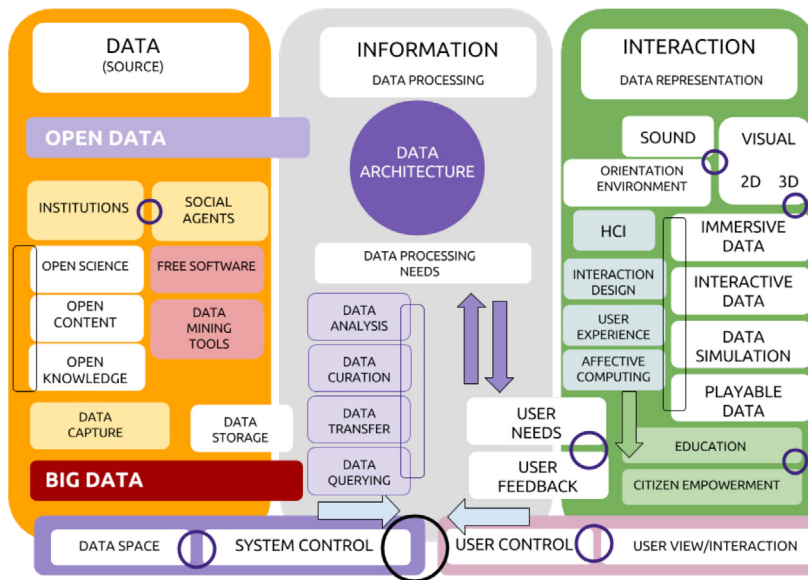 DATA
(SOURCE)
OPEN DATA
INSTITUTIONS
SOCIAL
AGENTS
OPEN SCIENCE
FREE SOFTWARE
OPEN
CONTENT
DATA
MINING
TOOLS
OPEN
KNOWLEDGE
DATA
CAPTURE
DATA
STORAGE
BIG DATA
INFORMATION
DATA PROCESSING
DATA
ARCHITECTURE
DATA PROCESSING
NEEDS
DATA
ANALYSIS
DATA
CURATION
DATA
TRANSFER
DATA
QUERYING
USER
NEEDS
USER
FEEDBACK
INTERACTION
DATA REPRESENTATION
SOUND
VISUAL
2D 3D
ORIENTATION
ENVIRONMENT
HCI
INTERACTION
DESIGN
USER
EXPERIENCE
AFFECTIVE
COMPUTING
IMMERSIVE
DATA
INTERACTIVE
DATA
DATA
SIMULATION
PLAYABLE
DATA
EDUCATION
CITIZEN EMPOWERMENT
DATA SPACE
SYSTEM CONTROL
USER CONTROL
USER VIEW/INTERACTION